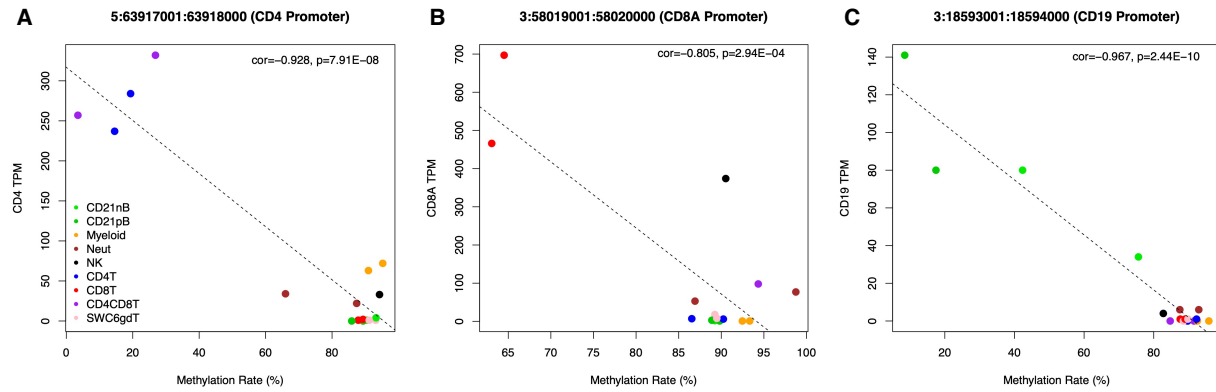 A
5:63917001:63918000 (CD4 Promoter)
cor=−0.928, p=7.91E−08
CD4 TPM
300
250
200
150
100
50
0
CD21nB
CD21pB
Myeloid
Neut
NK
CD4T
CD8T
CD4CD8T
SWC6gdT
0 20 40 60 80
Methylation Rate (%)
B
3:58019001:58020000 (CD8A Promoter)
cor=−0.805, p=2.94E−04
CD8A TPM
700
600
500
400
300
200
100
0
65 70 75 80 85 90 95 100
Methylation Rate (%)
C
3:18593001:18594000 (CD19 Promoter)
cor=−0.967, p=2.44E−10
CD19 TPM
140
120
100
80
60
40
20
0
20 40 60 80
Methylation Rate (%)